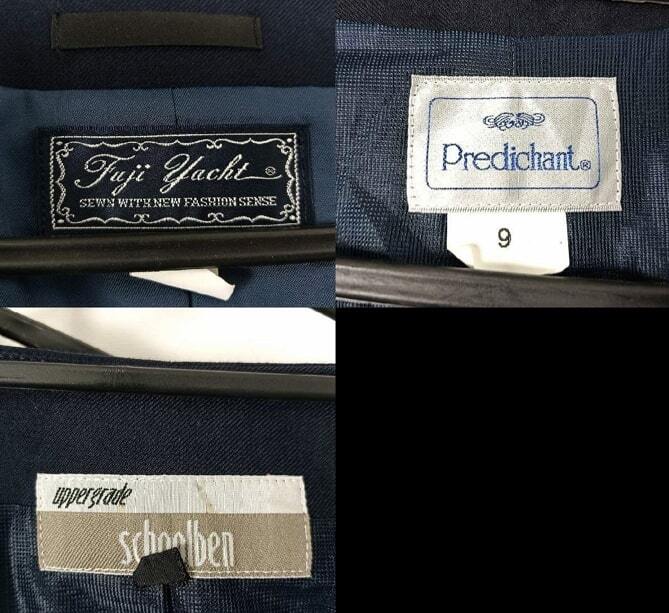 Fuji Yacht ®
SEWN WITH NEW FASHION SENSE
Predichant ®
9
uppergrade
schoolben